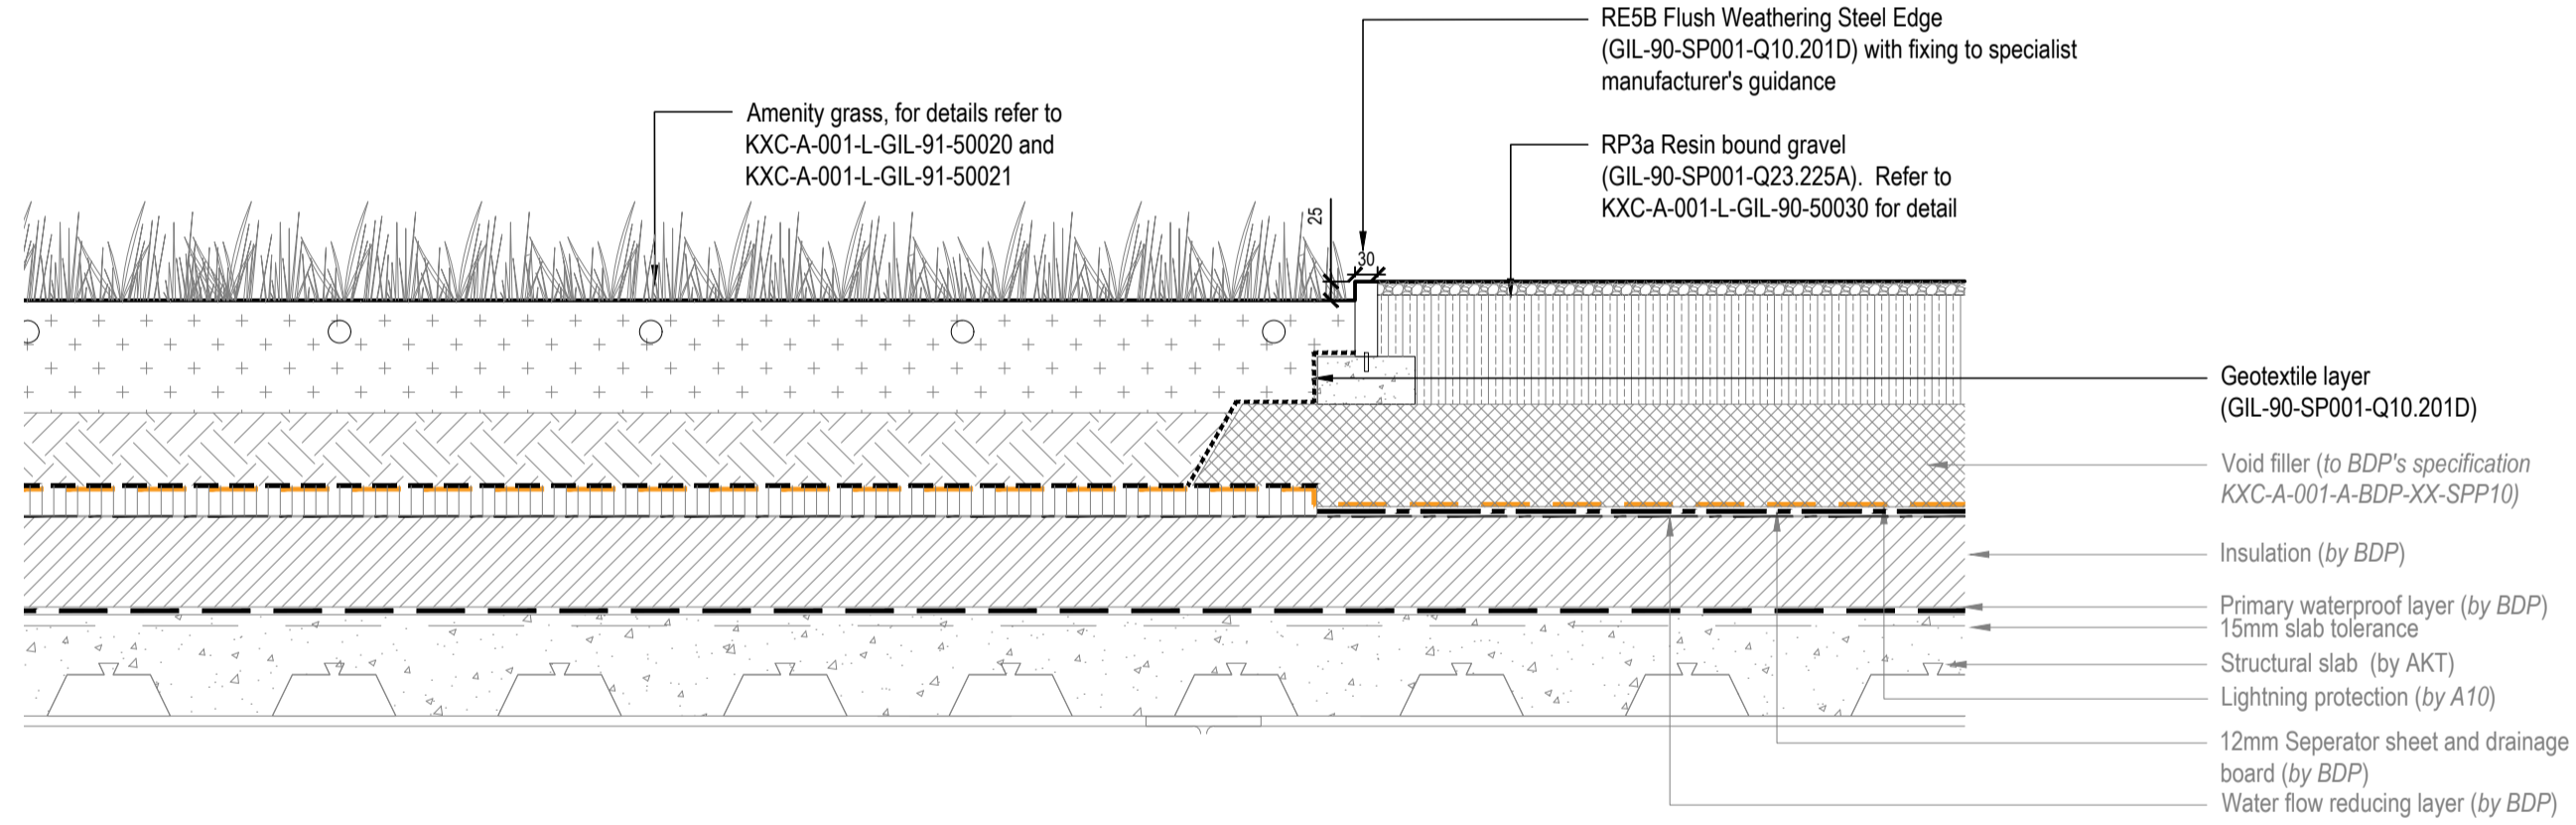 RE5B Flush Weathering Steel Edge
(GIL-90-SP001-Q10.201D) with fixing to specialist
manufacturer's guidance
Amenity grass, for details refer to
KXC-A-001-L-GIL-91-50020 and
KXC-A-001-L-GIL-91-50021
RP3a Resin bound gravel
(GIL-90-SP001-Q23.225A). Refer to
KXC-A-001-L-GIL-90-50030 for detail
25
30
Geotextile layer
(GIL-90-SP001-Q10.201D)
Void filler (to BDP's specification
KXC-A-001-A-BDP-XX-SPP10)
Insulation (by BDP)
Primary waterproof layer (by BDP)
15mm slab tolerance
Structural slab (by AKT)
Lightning protection (by A10)
12mm Seperator sheet and drainage
board (by BDP)
Water flow reducing layer (by BDP)